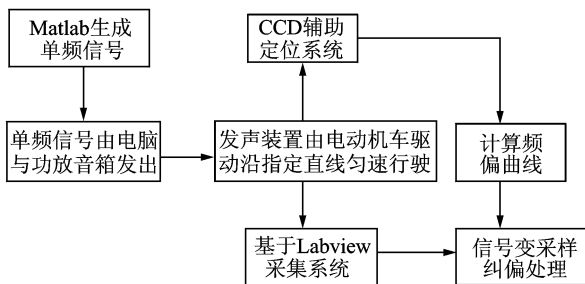 Matlab生成
单频信号
CCD辅助
定位系统
单频信号由电脑
与功放音箱发出
发声装置由电动机车驱
动沿指定直线匀速行驶
计算频
偏曲线
基于Labview
采集系统
信号变采样
纠偏处理